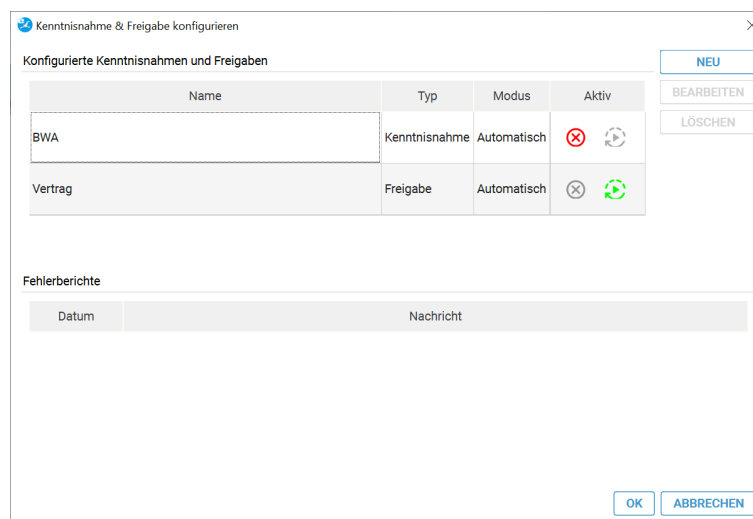 Kenntnisnahme & Freigabe konfigurieren
Konfigurierte Kenntnisnahmen und Freigaben
NEU
Name Typ Modus Aktiv
BEARBEITEN
LÖSCHEN
BWA Kenntnisnahme Automatisch
Vertrag Freigabe Automatisch
Fehlerberichte
Datum Nachricht
OK ABBRECHEN